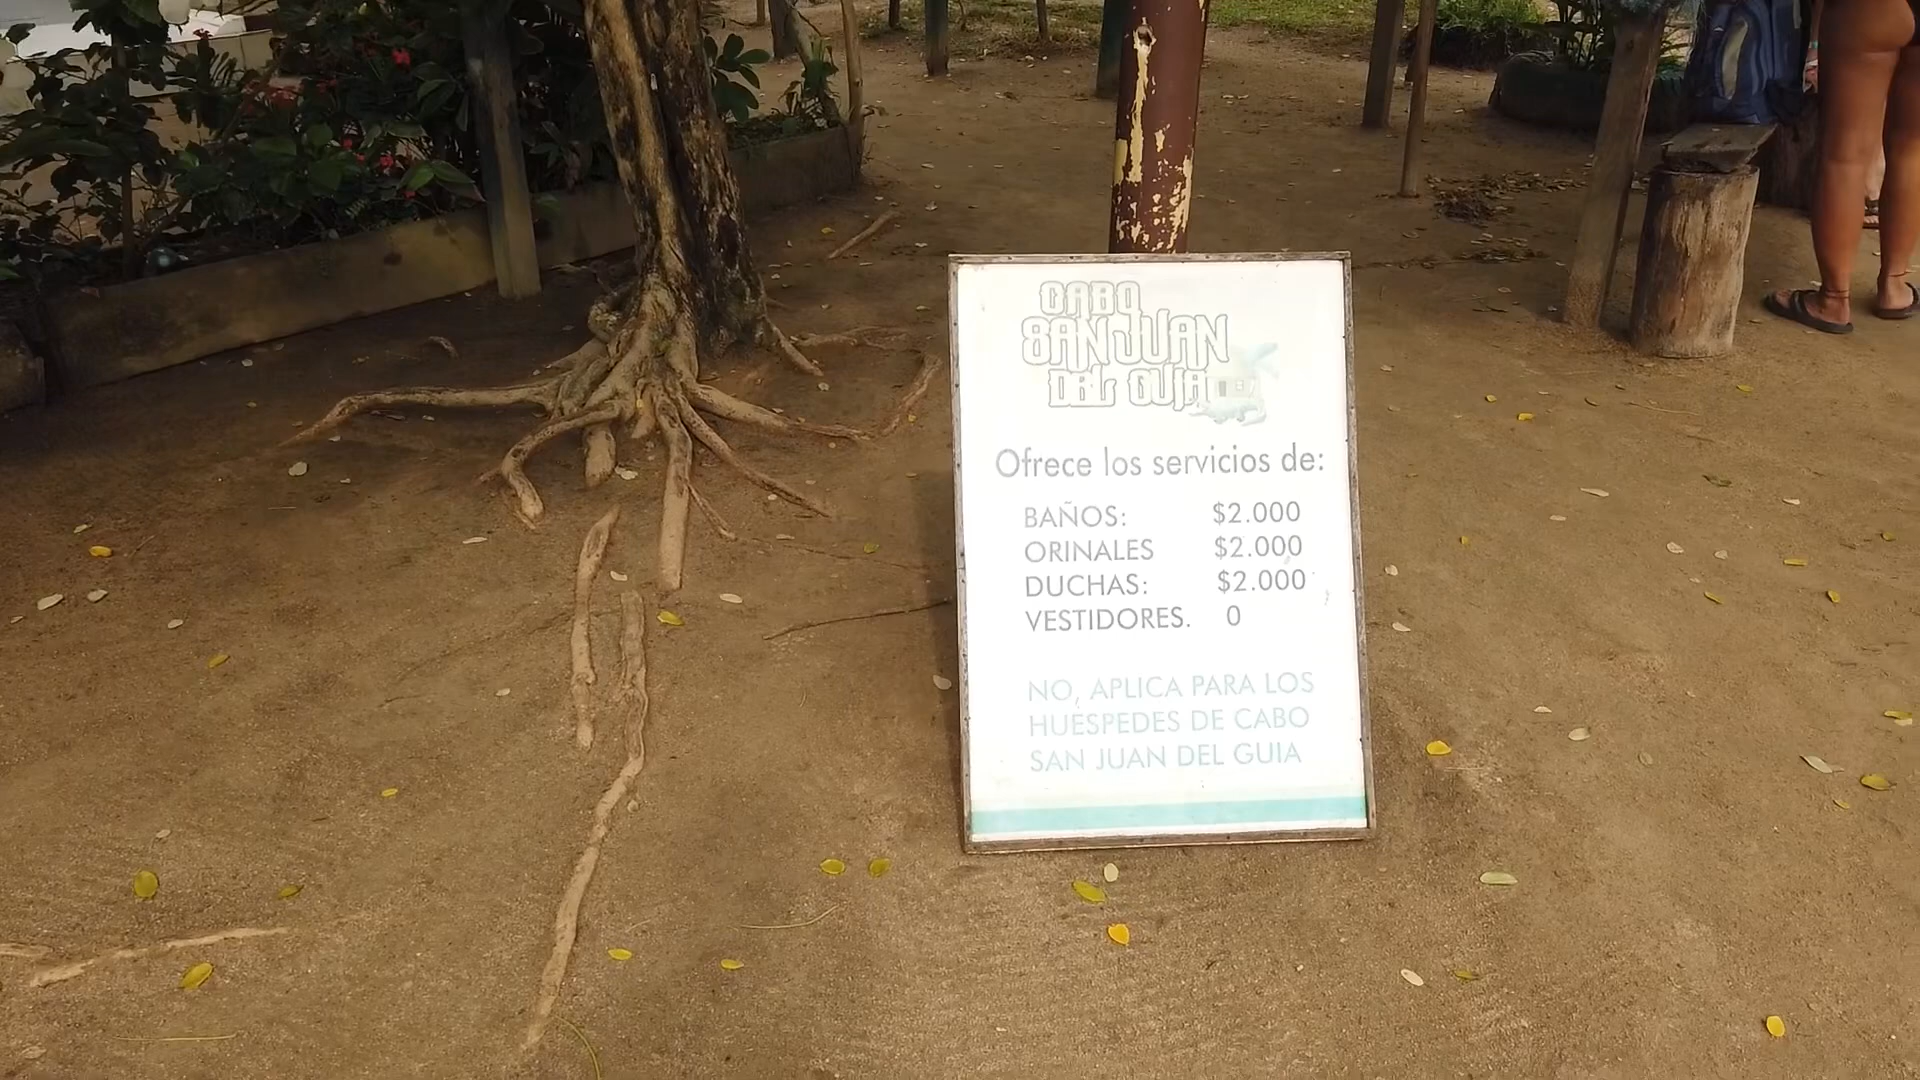 CABO
SAN JUAN
DEL GUIA
Ofrece los servicios de:
BAÑOS: $2.000
ORINALES $2.000
DUCHAS: $2.000
VESTIDORES. 0
NO, APLICA PARA LOS
HUESPEDES DE CABO
SAN JUAN DEL GUIA